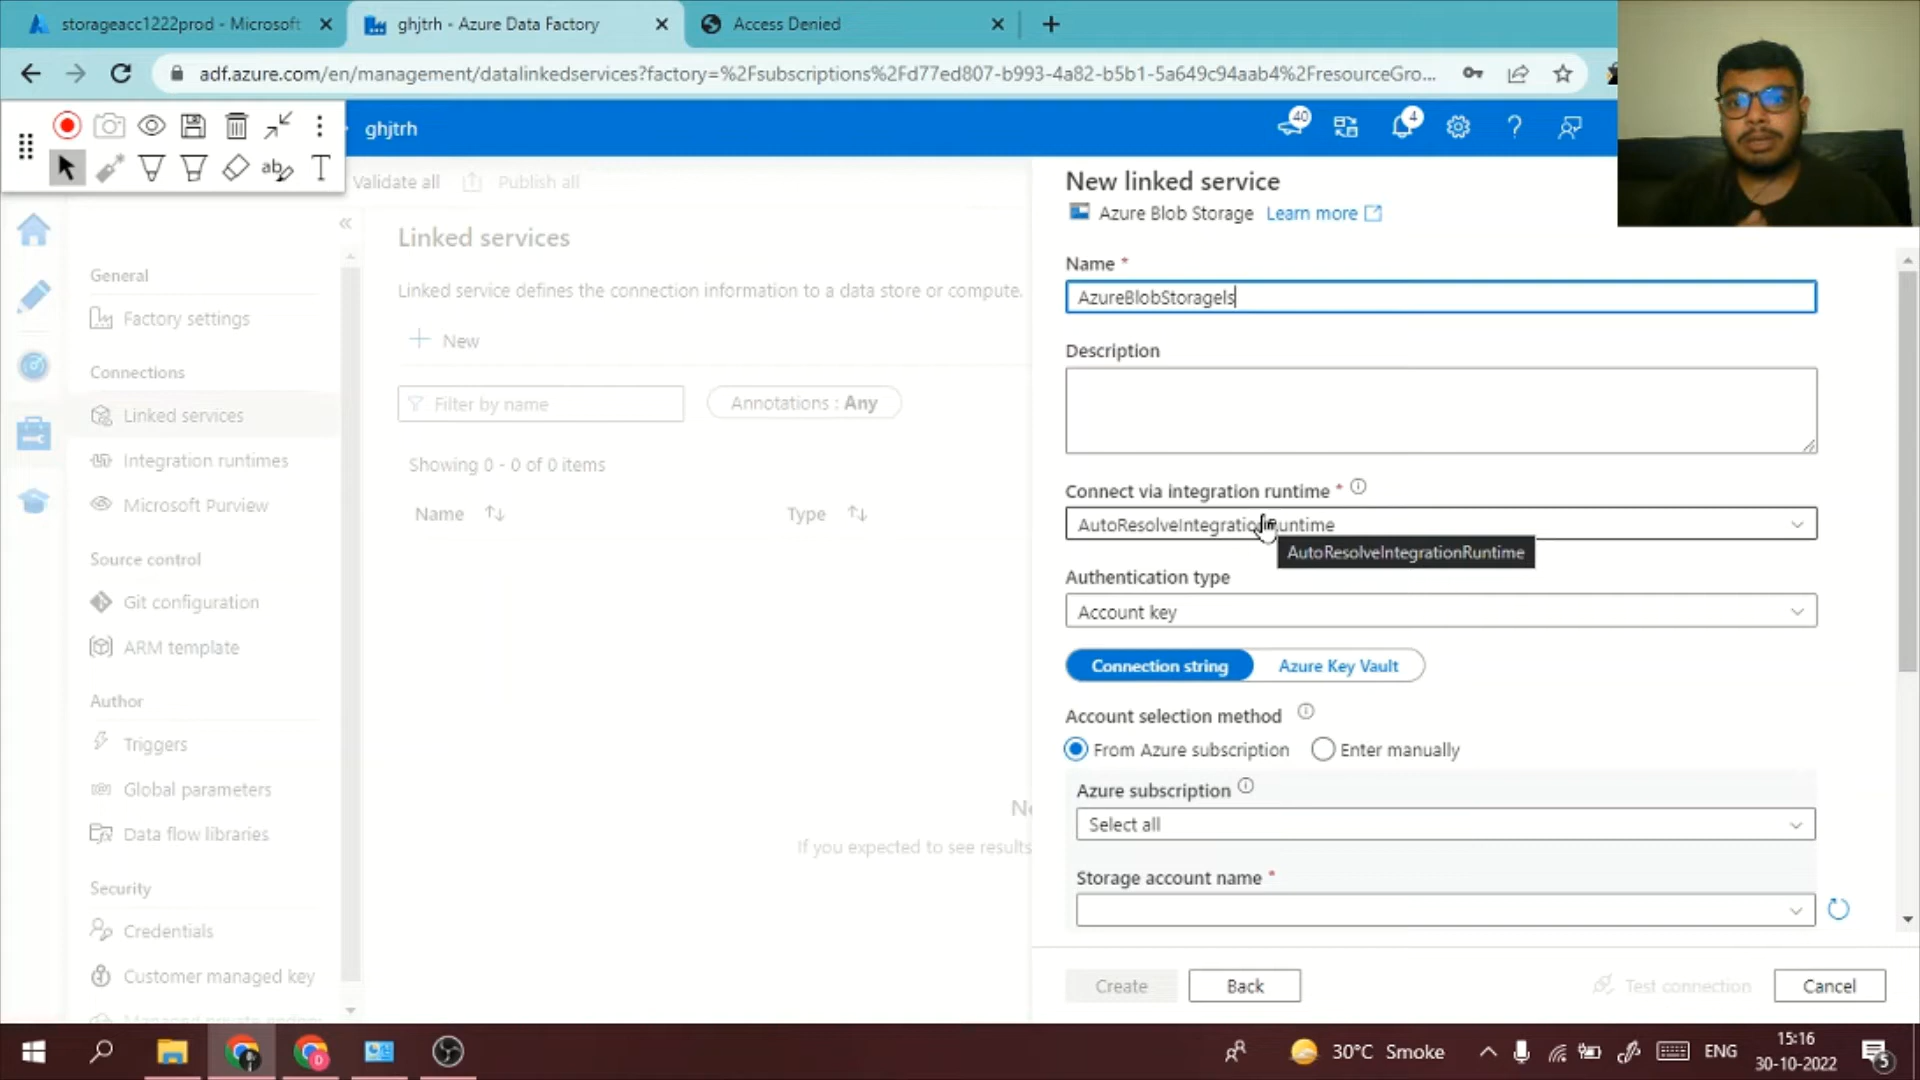 storageacc1222prod - Microsoft
ghjtrh - Azure Data Factory
Access Denied
adf.azure.com/en/management/datalinkedservices?factory=%2Fsubscriptions%2Fd77ed807-b993-4a82-b5b1-5a649c94aab4%2FresourceGro...
ghjtrh
40
4
Validate all
Publish all
General
Factory settings
Connections
Linked services
Integration runtimes
Microsoft Purview
Source control
Git configuration
ARM template
Author
Triggers
Global parameters
Data flow libraries
Security
Credentials
Customer managed key
Linked services
Linked service defines the connection information to a data store or compute.
New
Filter by name
Annotations : Any
Showing 0 - 0 of 0 items
Name
Type
If you expected to see results
New linked service
Azure Blob Storage Learn more
Name *
AzureBlobStoragels
Description
Connect via integration runtime *
AutoResolveIntegrationRuntime
AutoResolveIntegrationRuntime
Authentication type
Account key
Connection string
Azure Key Vault
Account selection method
From Azure subscription
Enter manually
Azure subscription
Select all
Storage account name *
Create
Back
Test connection
Cancel
30°C Smoke
ENG
15:16
30-10-2022
5